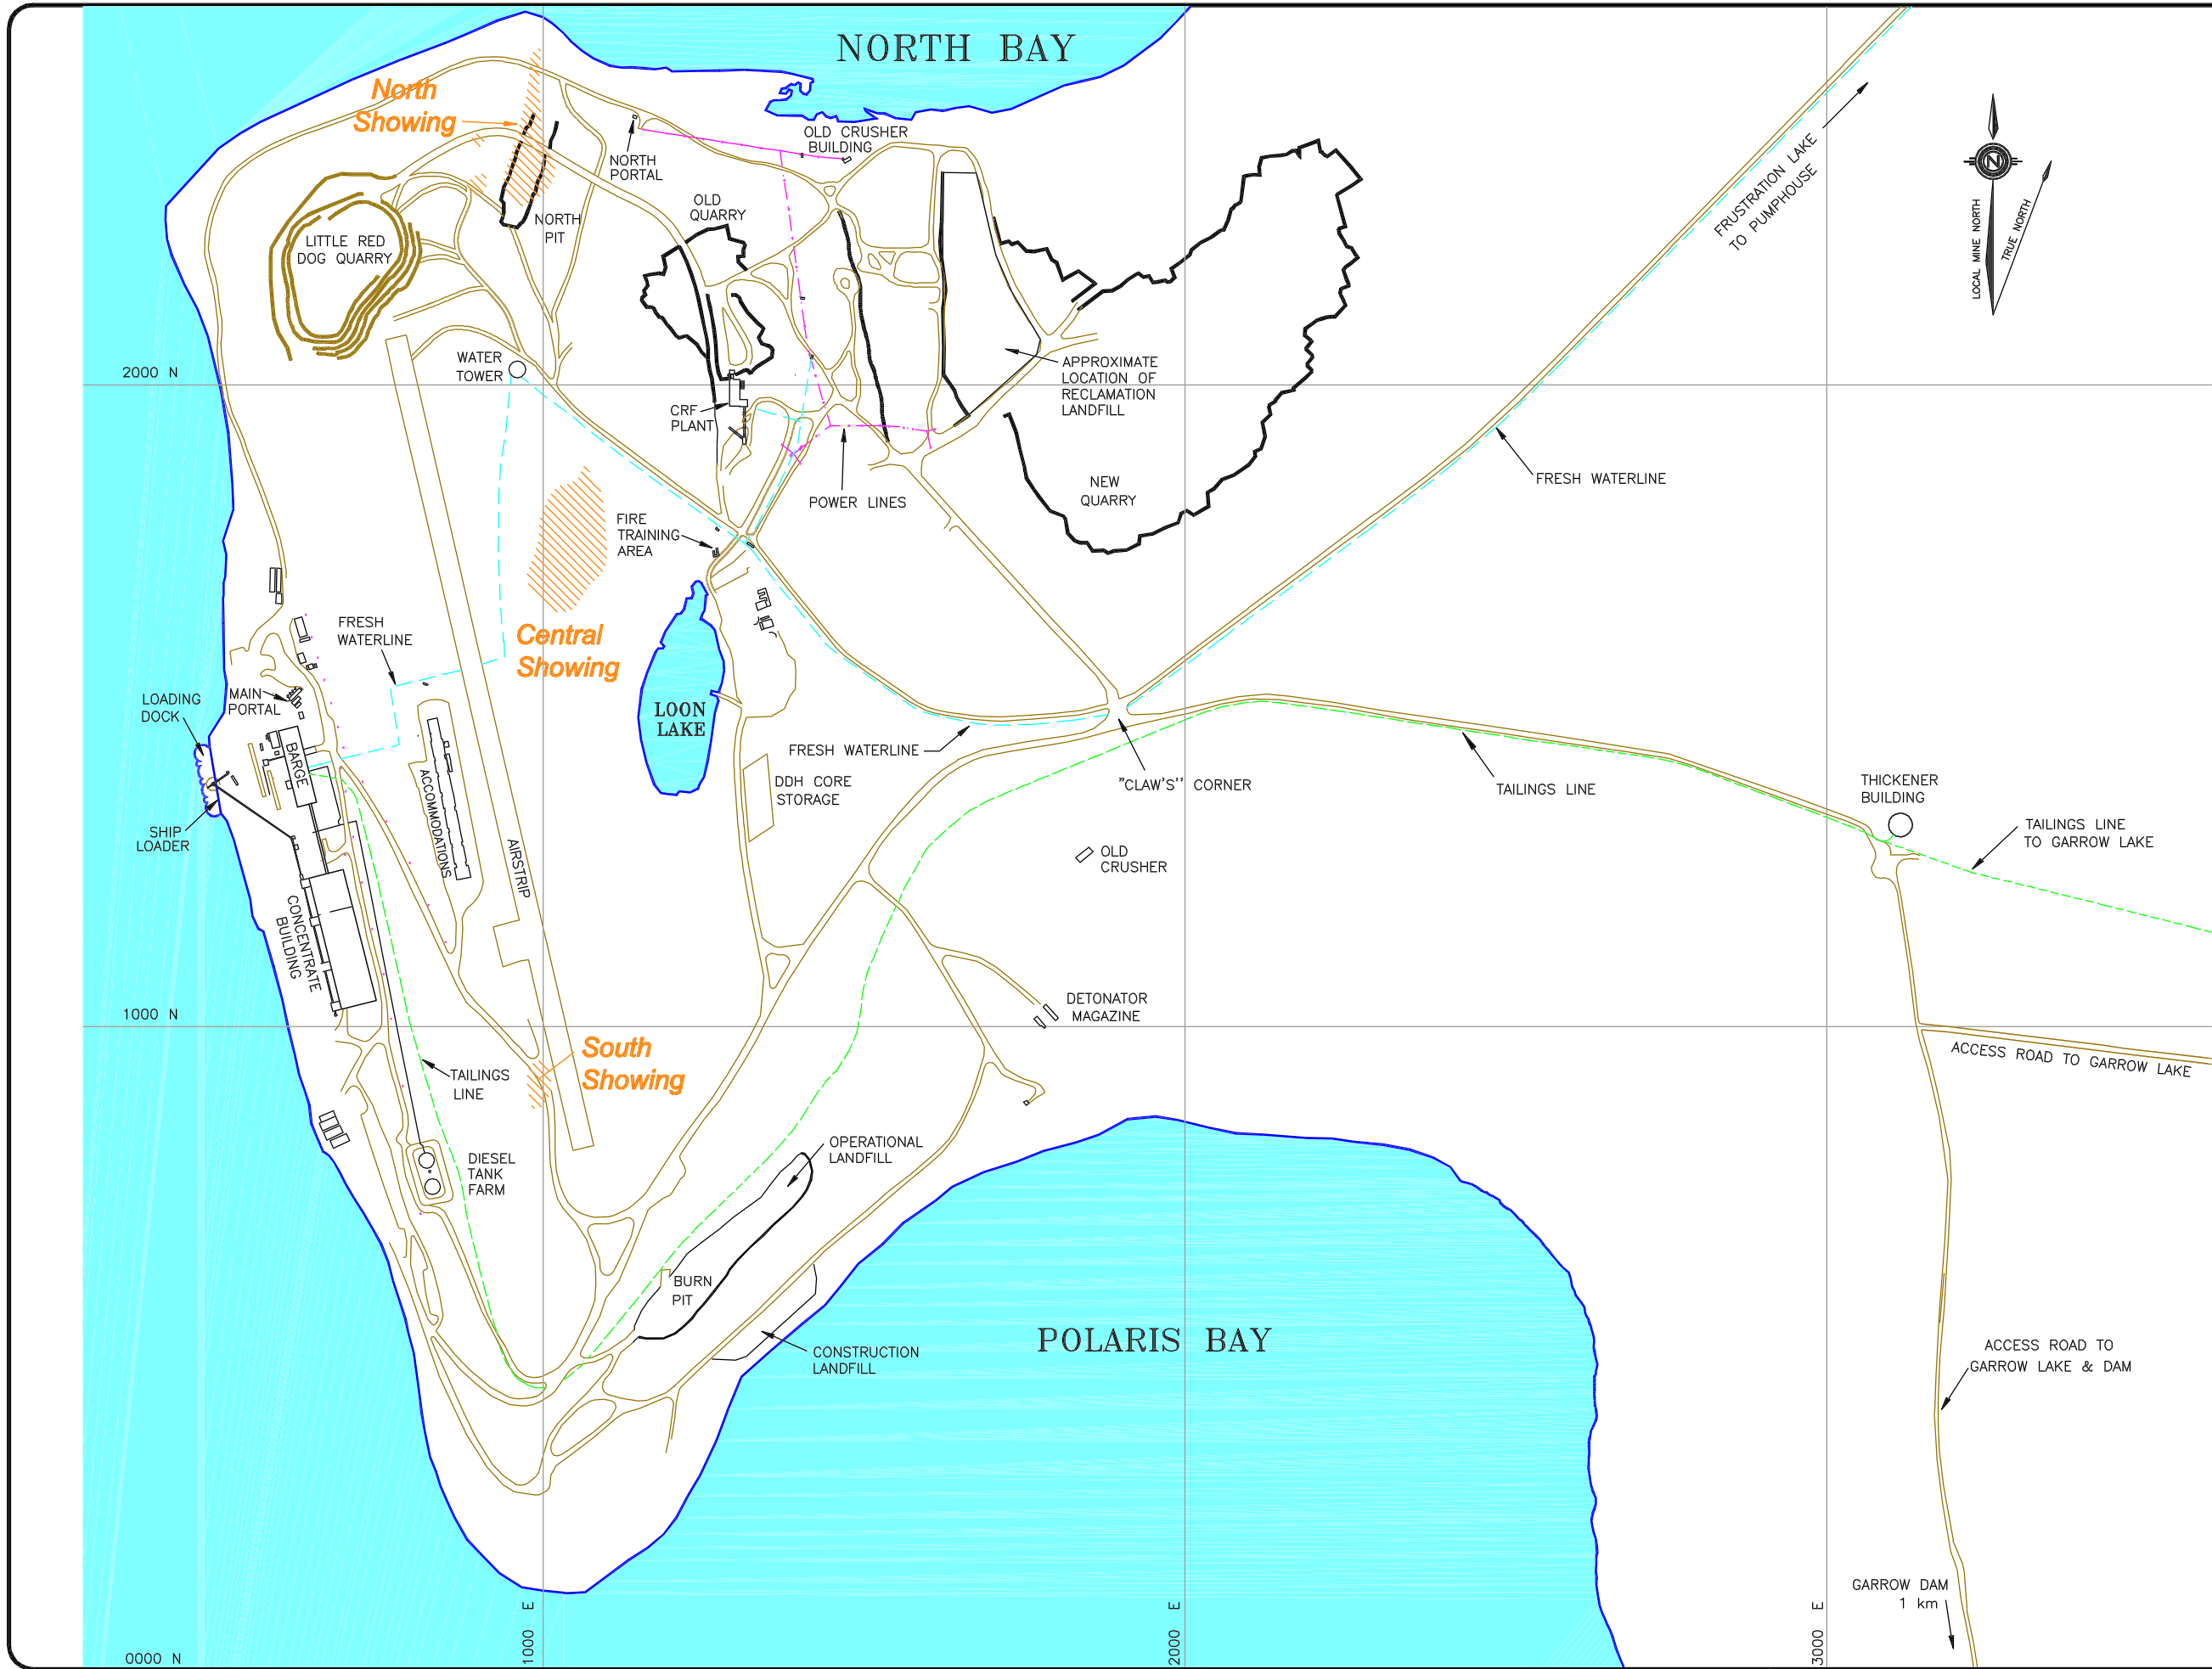 NORTH BAY
North
Showing
OLD CRUSHER
BUILDING
NORTH
PORTAL
FRUSTRATION LAKE
TO PUMPHOUSE
LOCAL MINE NORTH
TRUE NORTH
N
OLD
QUARRY
NORTH
PIT
LITTLE RED
DOG QUARRY
WATER
TOWER
2000 N
APPROXIMATE
LOCATION OF
RECLAMATION
LANDFILL
CRF
PLANT
POWER LINES
NEW
QUARRY
FRESH WATERLINE
FIRE
TRAINING
AREA
FRESH
WATERLINE
Central
Showing
LOADING
DOCK
MAIN
PORTAL
LOON
LAKE
BARGE
ACCOMMODATIONS
FRESH WATERLINE
DDH CORE
STORAGE
"CLAW'S'' CORNER
TAILINGS LINE
THICKENER
BUILDING
SHIP
LOADER
AIRSTRIP
OLD
CRUSHER
TAILINGS LINE
TO GARROW LAKE
CONCENTRATE
BUILDING
1000 N
DETONATOR
MAGAZINE
ACCESS ROAD TO GARROW LAKE
South
Showing
TAILINGS
LINE
DIESEL
TANK
FARM
OPERATIONAL
LANDFILL
BURN
PIT
CONSTRUCTION
LANDFILL
POLARIS BAY
ACCESS ROAD TO
GARROW LAKE & DAM
GARROW DAM
1 km
0000 N
1000 E
2000 E
3000 E